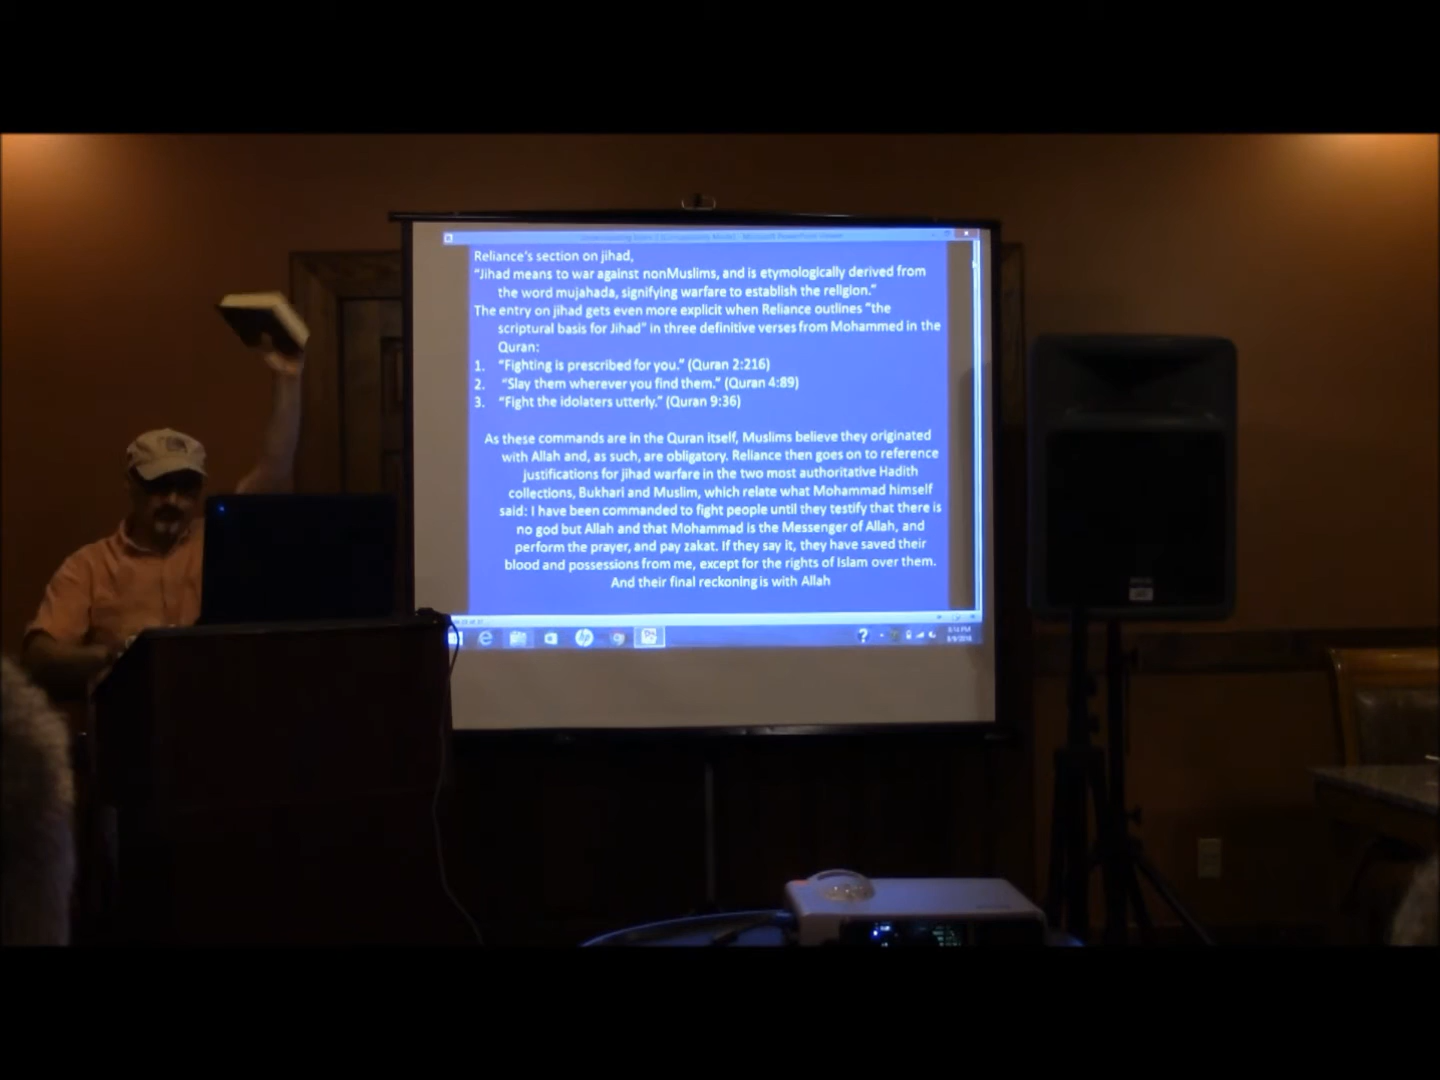 Reliance's section on jihad,
"Jihad means to war against nonMuslims, and is etymologically derived from
the word mujahada, signifying warfare to establish the religion."
The entry on jihad gets even more explicit when Reliance outlines "the
scriptural basis for Jihad" in three definitive verses from Mohammed in the
Quran:
1. "Fighting is prescribed for you." (Quran 2:216)
2. "Slay them wherever you find them." (Quran 4:89)
3. "Fight the idolaters utterly." (Quran 9:36)
As these commands are in the Quran itself, Muslims believe they originated
with Allah and, as such, are obligatory. Reliance then goes on to reference
justifications for jihad warfare in the two most authoritative Hadith
collections, Bukhari and Muslim, which relate what Mohammad himself
said: I have been commanded to fight people until they testify that there is
no god but Allah and that Mohammad is the Messenger of Allah, and
perform the prayer, and pay zakat. If they say it, they have saved their
blood and possessions from me, except for the rights of Islam over them.
And their final reckoning is with Allah